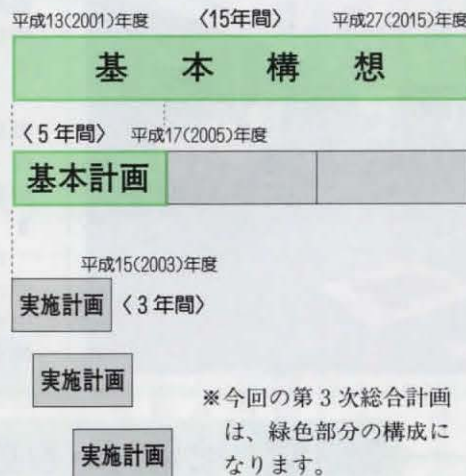 平成13(2001)年度 〈15年間〉 平成27(2015)年度
基本構想
〈5年間〉 平成17(2005)年度
基本計画
平成15(2003)年度
実施計画 〈3年間〉
実施計画
実施計画
※今回の第3次総合計画
は、緑色部分の構成に
なります。